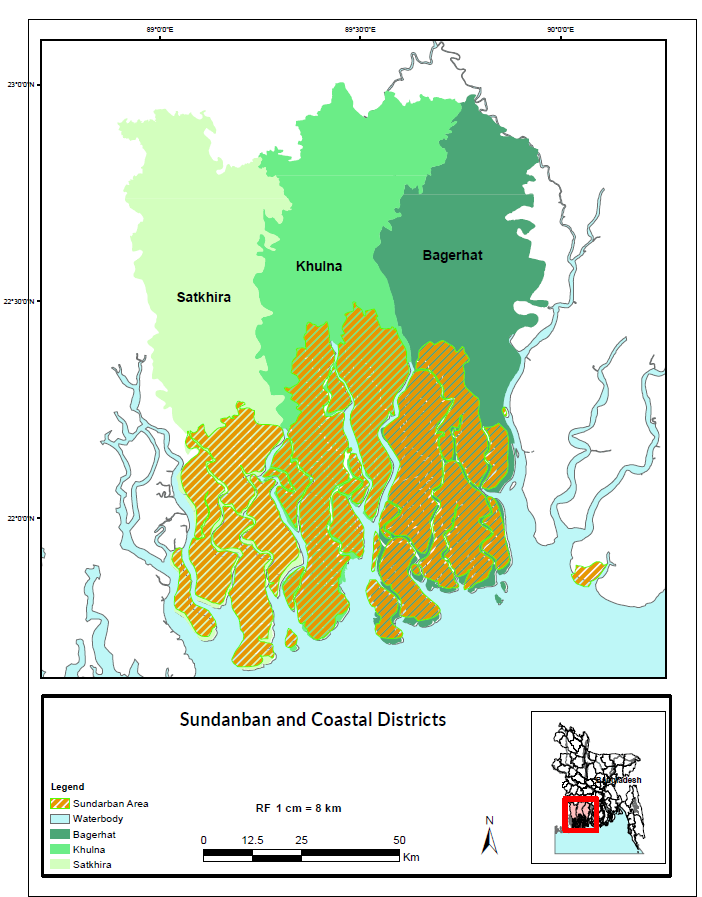 89°0'0"E 89°30'0"E 90°0'0"E
23°0'0"N
Bagerhat
Khulna
Satkhira
22°30'0"N
22°0'0"N
Sundanban and Coastal Districts
Bangladesh
Legend
Sundarban Area
Waterbody
Bagerhat
Khulna
Satkhira
RF 1 cm = 8 km
0 12.5 25 50
Km
N